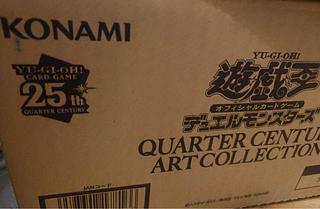 KONAMI
YU-GI-OH!
CARD GAME
25th
QUARTER CENTURY
YU-GI-OH!
遊戯王
オフィシャルカードゲーム
デュエルモンスターズ
QUARTER CENTU
ART COLLECTION
JANコード